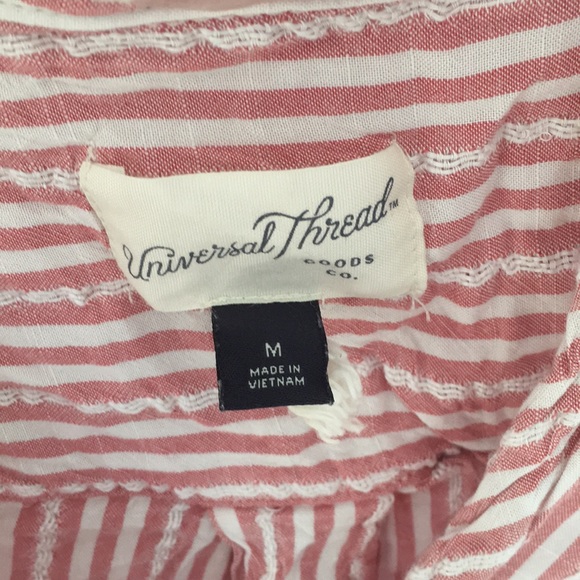 Universal Thread™
GOODS
CO.
M
MADE IN
VIETNAM